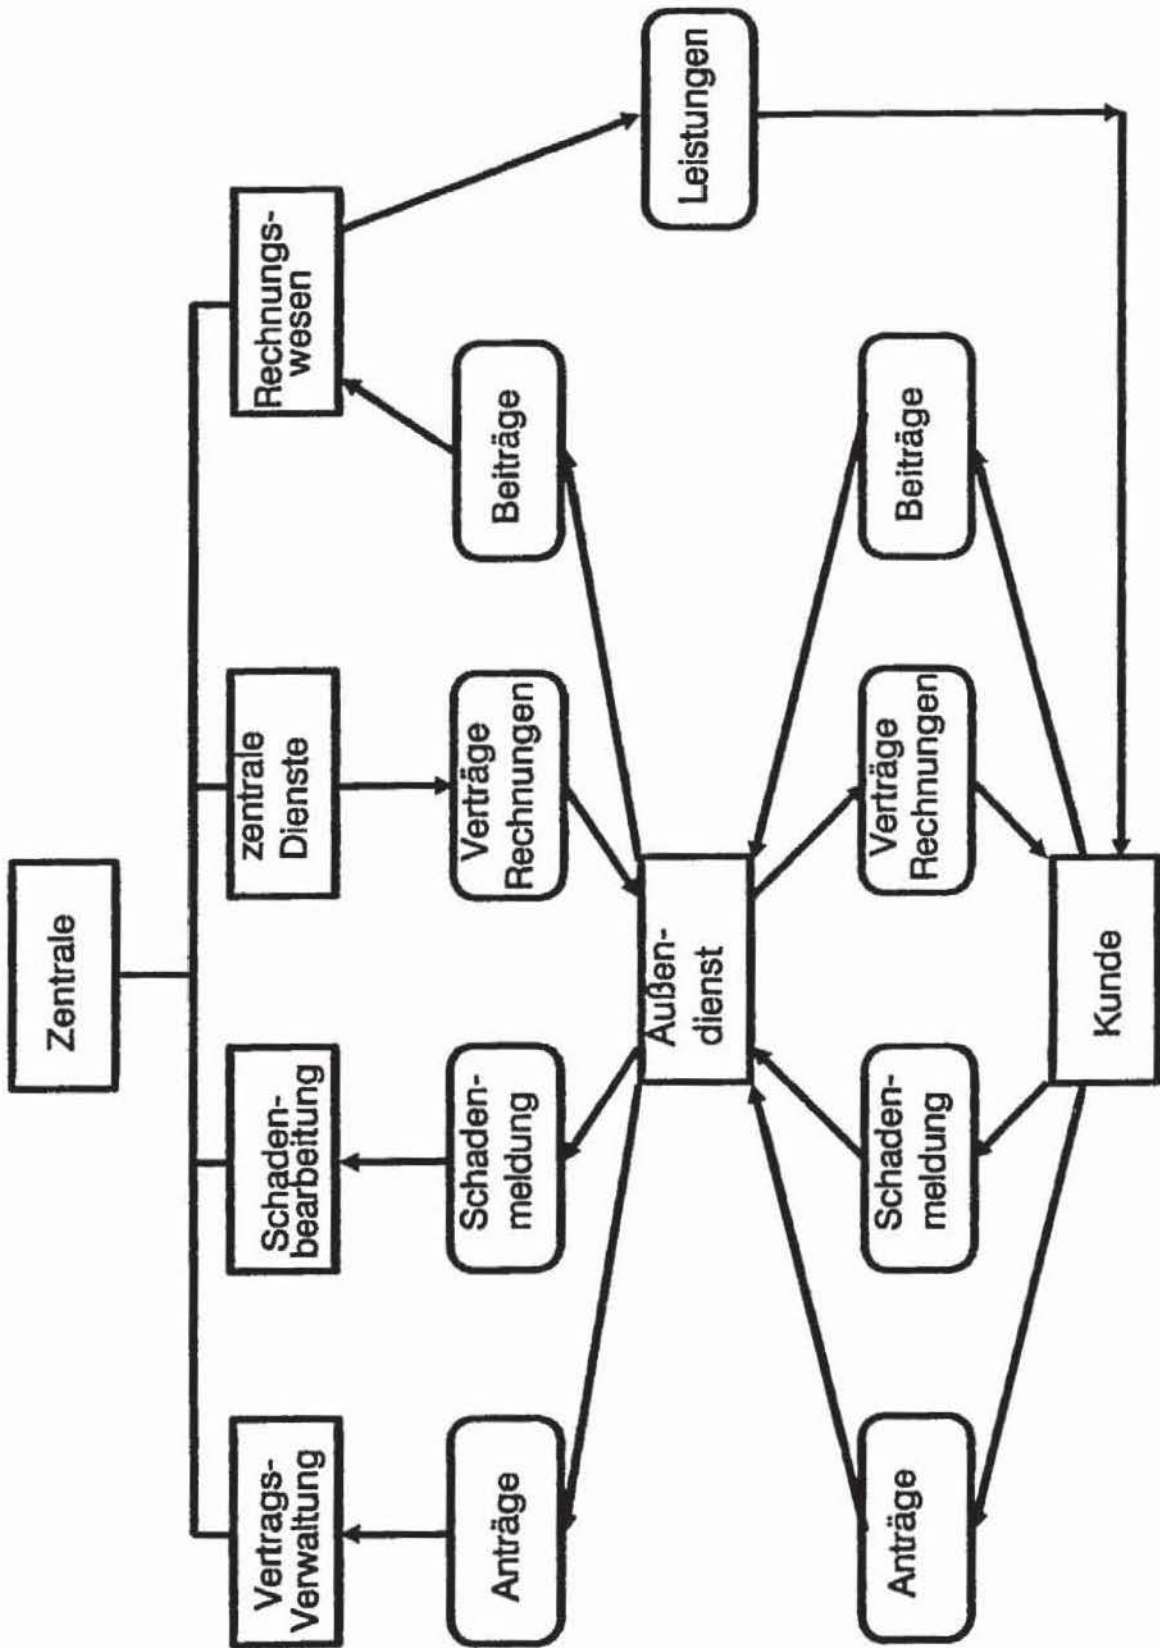 Zentrale
Vertrags-
Verwaltung
Schaden-
bearbeitung
zentrale
Dienste
Rechnungs-
wesen
Anträge
Schaden-
meldung
Verträge
Rechnungen
Beiträge
Außen-
dienst
Leistungen
Anträge
Schaden-
meldung
Verträge
Rechnungen
Beiträge
Kunde